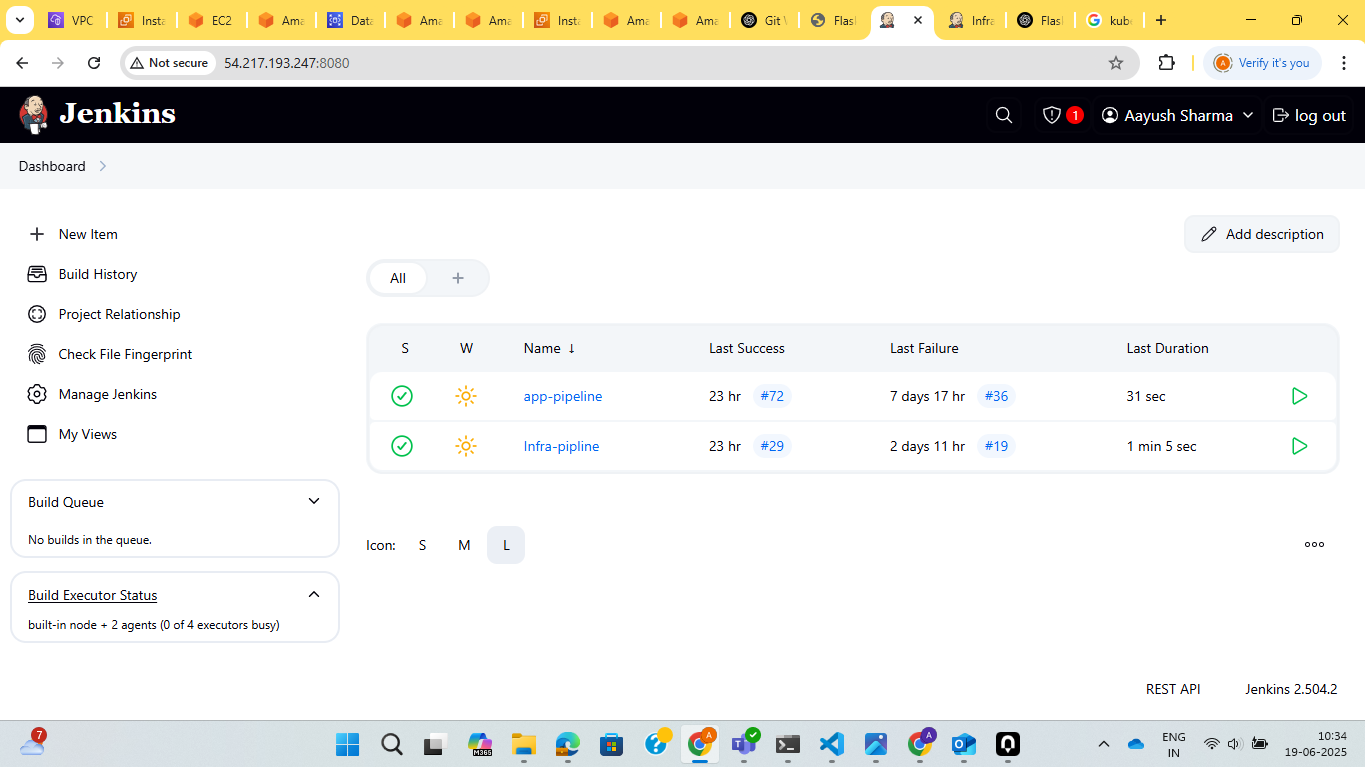 VPC
Insta
EC2
Ama
Data
Ama
Ama
Insta
Ama
Ama
Git
Flas
Infra
Flas
kub
Not secure 54.217.193.247:8080
Verify it's you
Jenkins
1
Aayush Sharma
log out
Dashboard
New Item
Add description
Build History
All
Project Relationship
Check File Fingerprint
Manage Jenkins
My Views
S W Name ↓ Last Success Last Failure Last Duration
app-pipeline 23 hr #72 7 days 17 hr #36 31 sec
Infra-pipline 23 hr #29 2 days 11 hr #19 1 min 5 sec
Build Queue
No builds in the queue.
Icon: S M L
Build Executor Status
built-in node + 2 agents (0 of 4 executors busy)
REST API Jenkins 2.504.2
7
M365
A
A
ENG
IN
10:34
19-06-2025